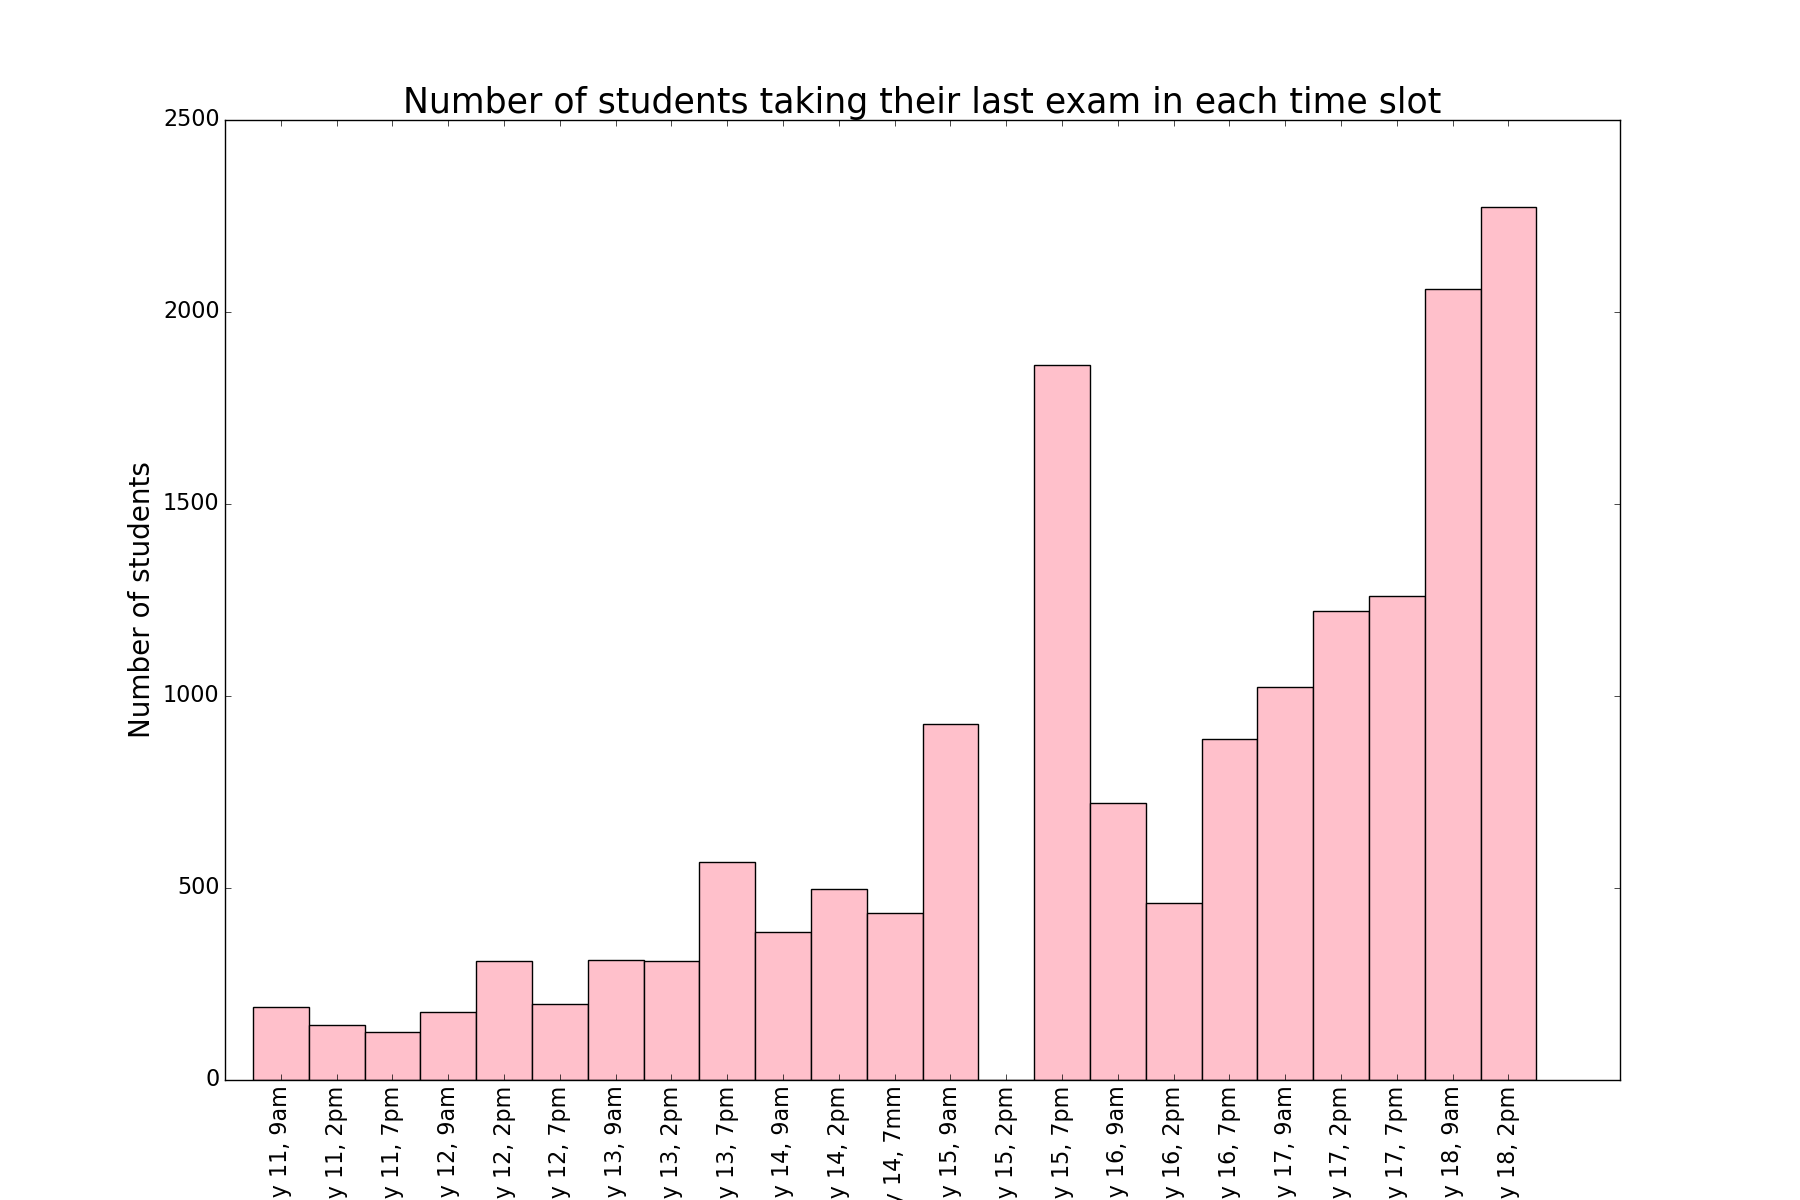 Number of students taking their last exam in each time slot
2500
2000
1500
1000
500
0
Number of students
y 11, 9am
y 11, 2pm
y 11, 7pm
y 12, 9am
y 12, 2pm
y 12, 7pm
y 13, 9am
y 13, 2pm
y 13, 7pm
y 14, 9am
y 14, 2pm
y 14, 7mm
y 15, 9am
y 15, 2pm
y 15, 7pm
y 16, 9am
y 16, 2pm
y 16, 7pm
y 17, 9am
y 17, 2pm
y 17, 7pm
y 18, 9am
y 18, 2pm